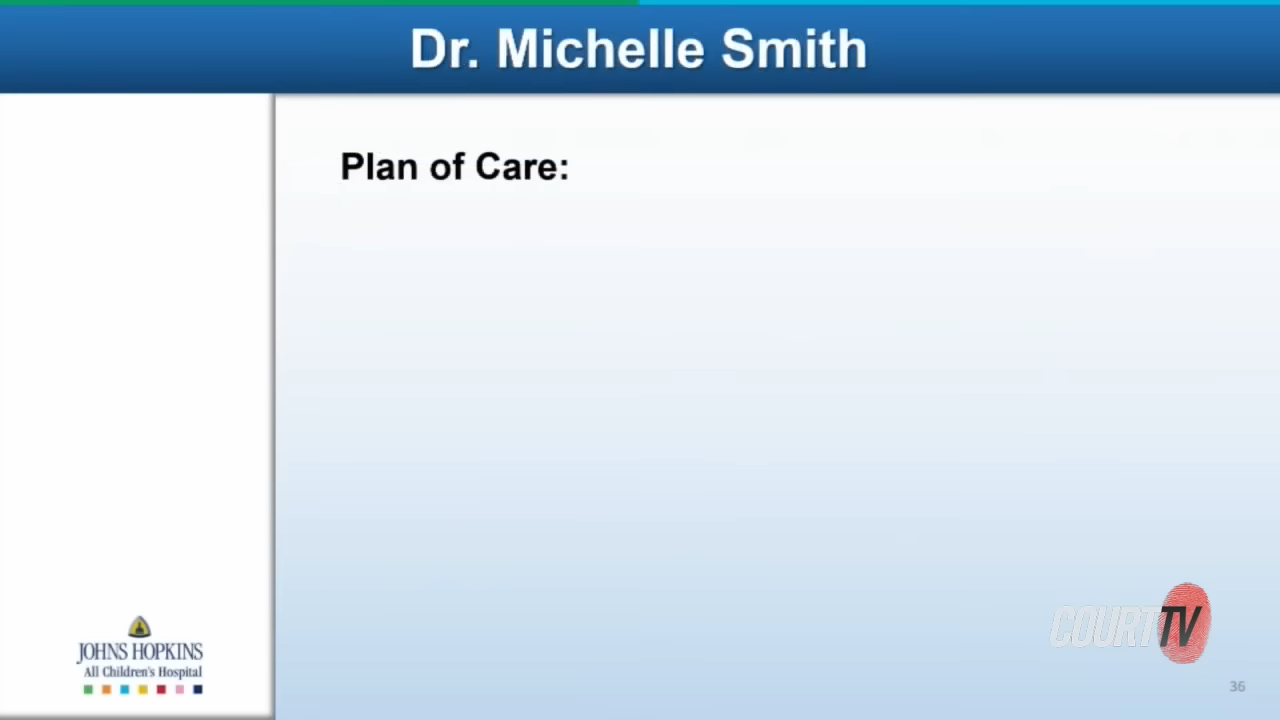 Dr. Michelle Smith
Plan of Care:
COURT TV
JOHNS HOPKINS
All Children's Hospital
36